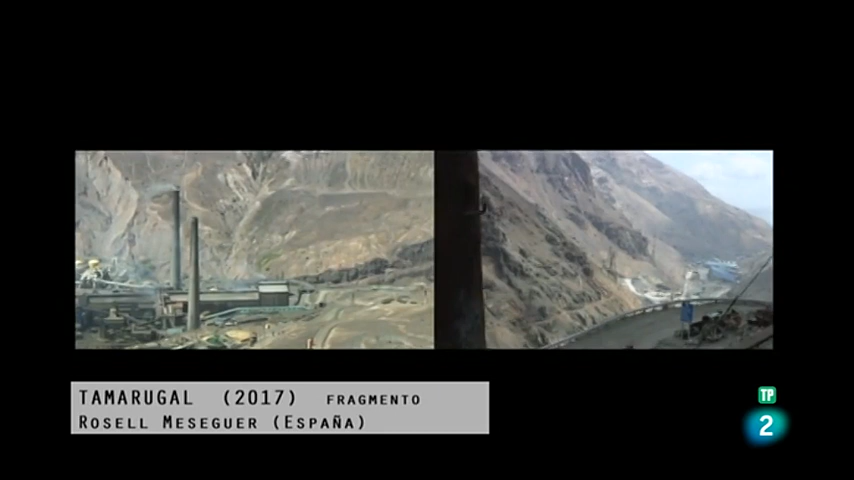 TAMARUGAL (2017) FRAGMENTO
ROSELL MESEGUER (ESPAÑA)
TP
2